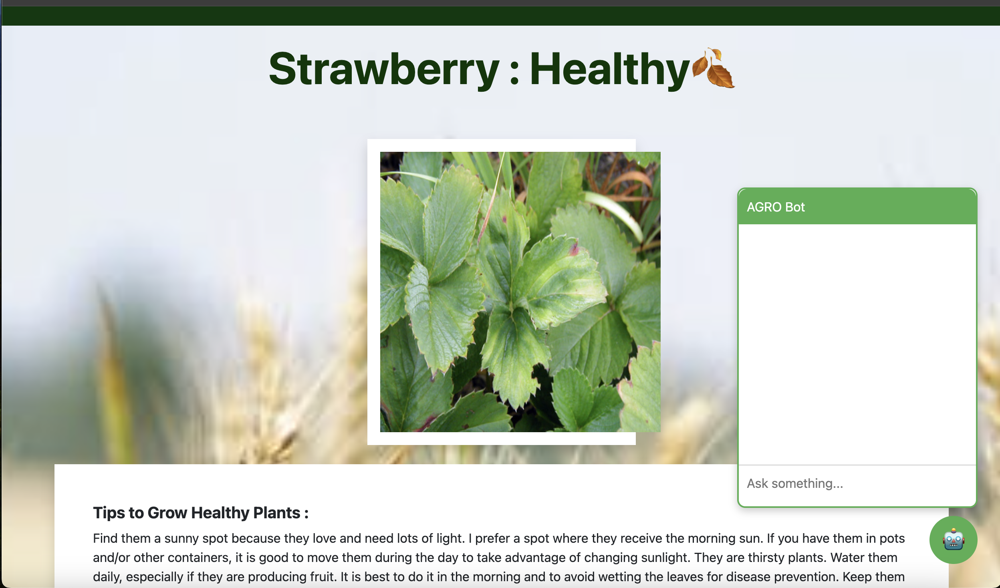 Strawberry : Healthy🍂
AGRO Bot
Ask something...
Tips to Grow Healthy Plants :
Find them a sunny spot because they love and need lots of light. I prefer a spot where they receive the morning sun. If you have them in pots
and/or other containers, it is good to move them during the day to take advantage of changing sunlight. They are thirsty plants. Water them
daily, especially if they are producing fruit. It is best to do it in the morning and to avoid wetting the leaves for disease prevention. Keep them